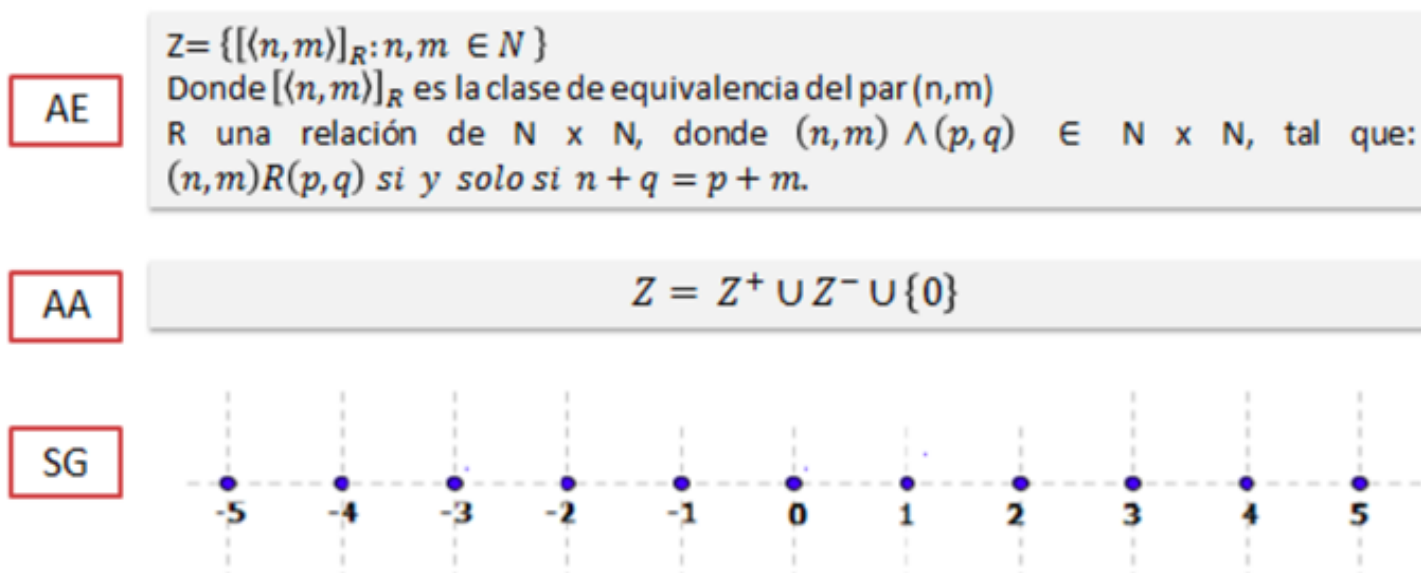 AE
Z= {[⟨n,m⟩]_R: n,m ∈ N }
Donde [⟨n,m⟩]_R es la clase de equivalencia del par (n,m)
R una relación de N x N, donde (n,m) ∧ (p,q) ∈ N x N, tal que:
(n,m)R(p,q) si y solo si n + q = p + m.
AA
Z = Z⁺ ∪ Z⁻ ∪ {0}
SG
-5 -4 -3 -2 -1 0 1 2 3 4 5